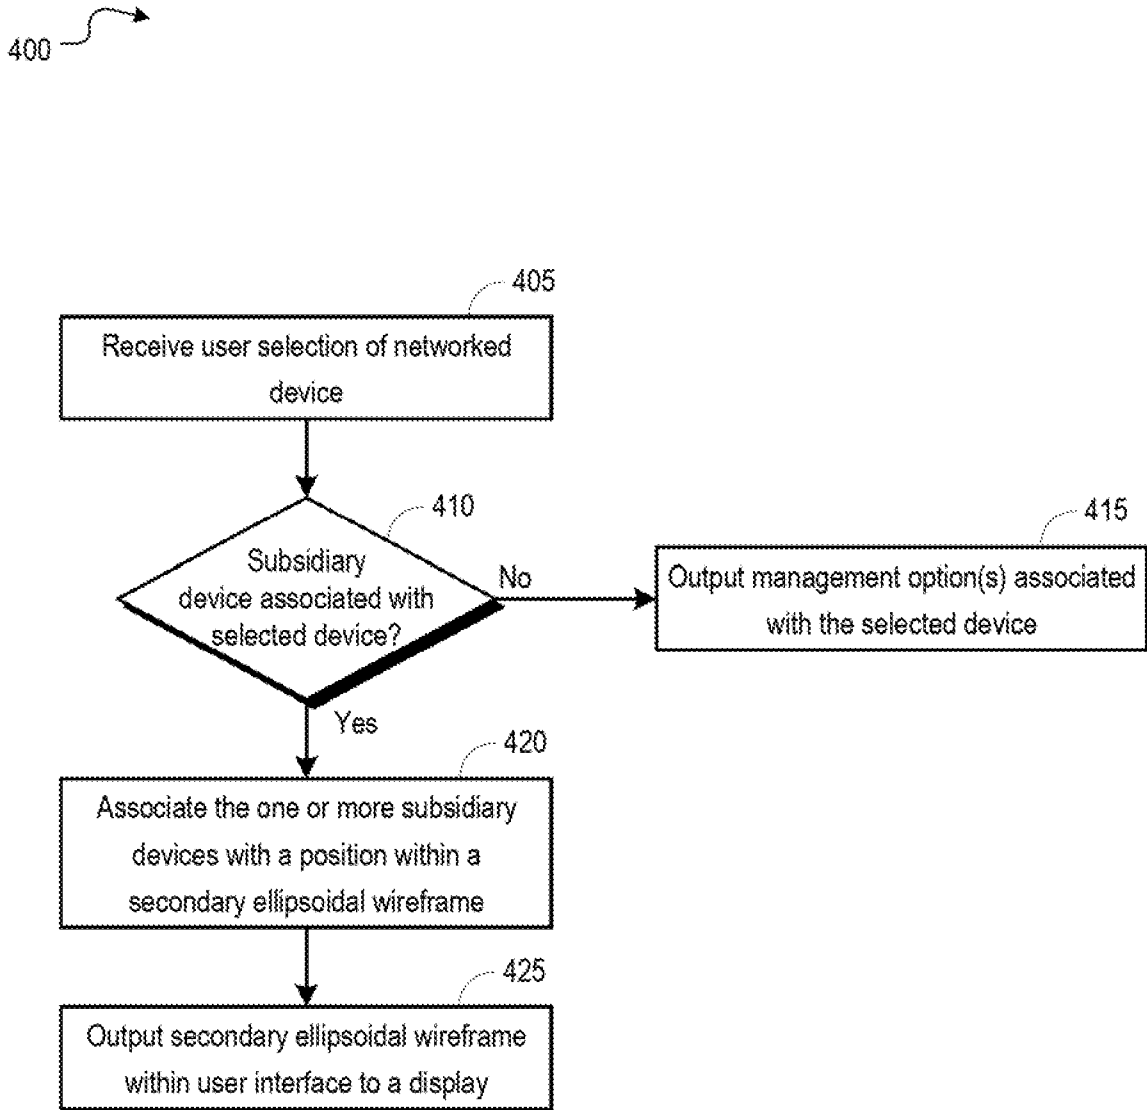 400
405
Receive user selection of networked
device
410
Subsidiary
device associated with
selected device?
No
415
Output management option(s) associated
with the selected device
Yes
420
Associate the one or more subsidiary
devices with a position within a
secondary ellipsoidal wireframe
425
Output secondary ellipsoidal wireframe
within user interface to a display